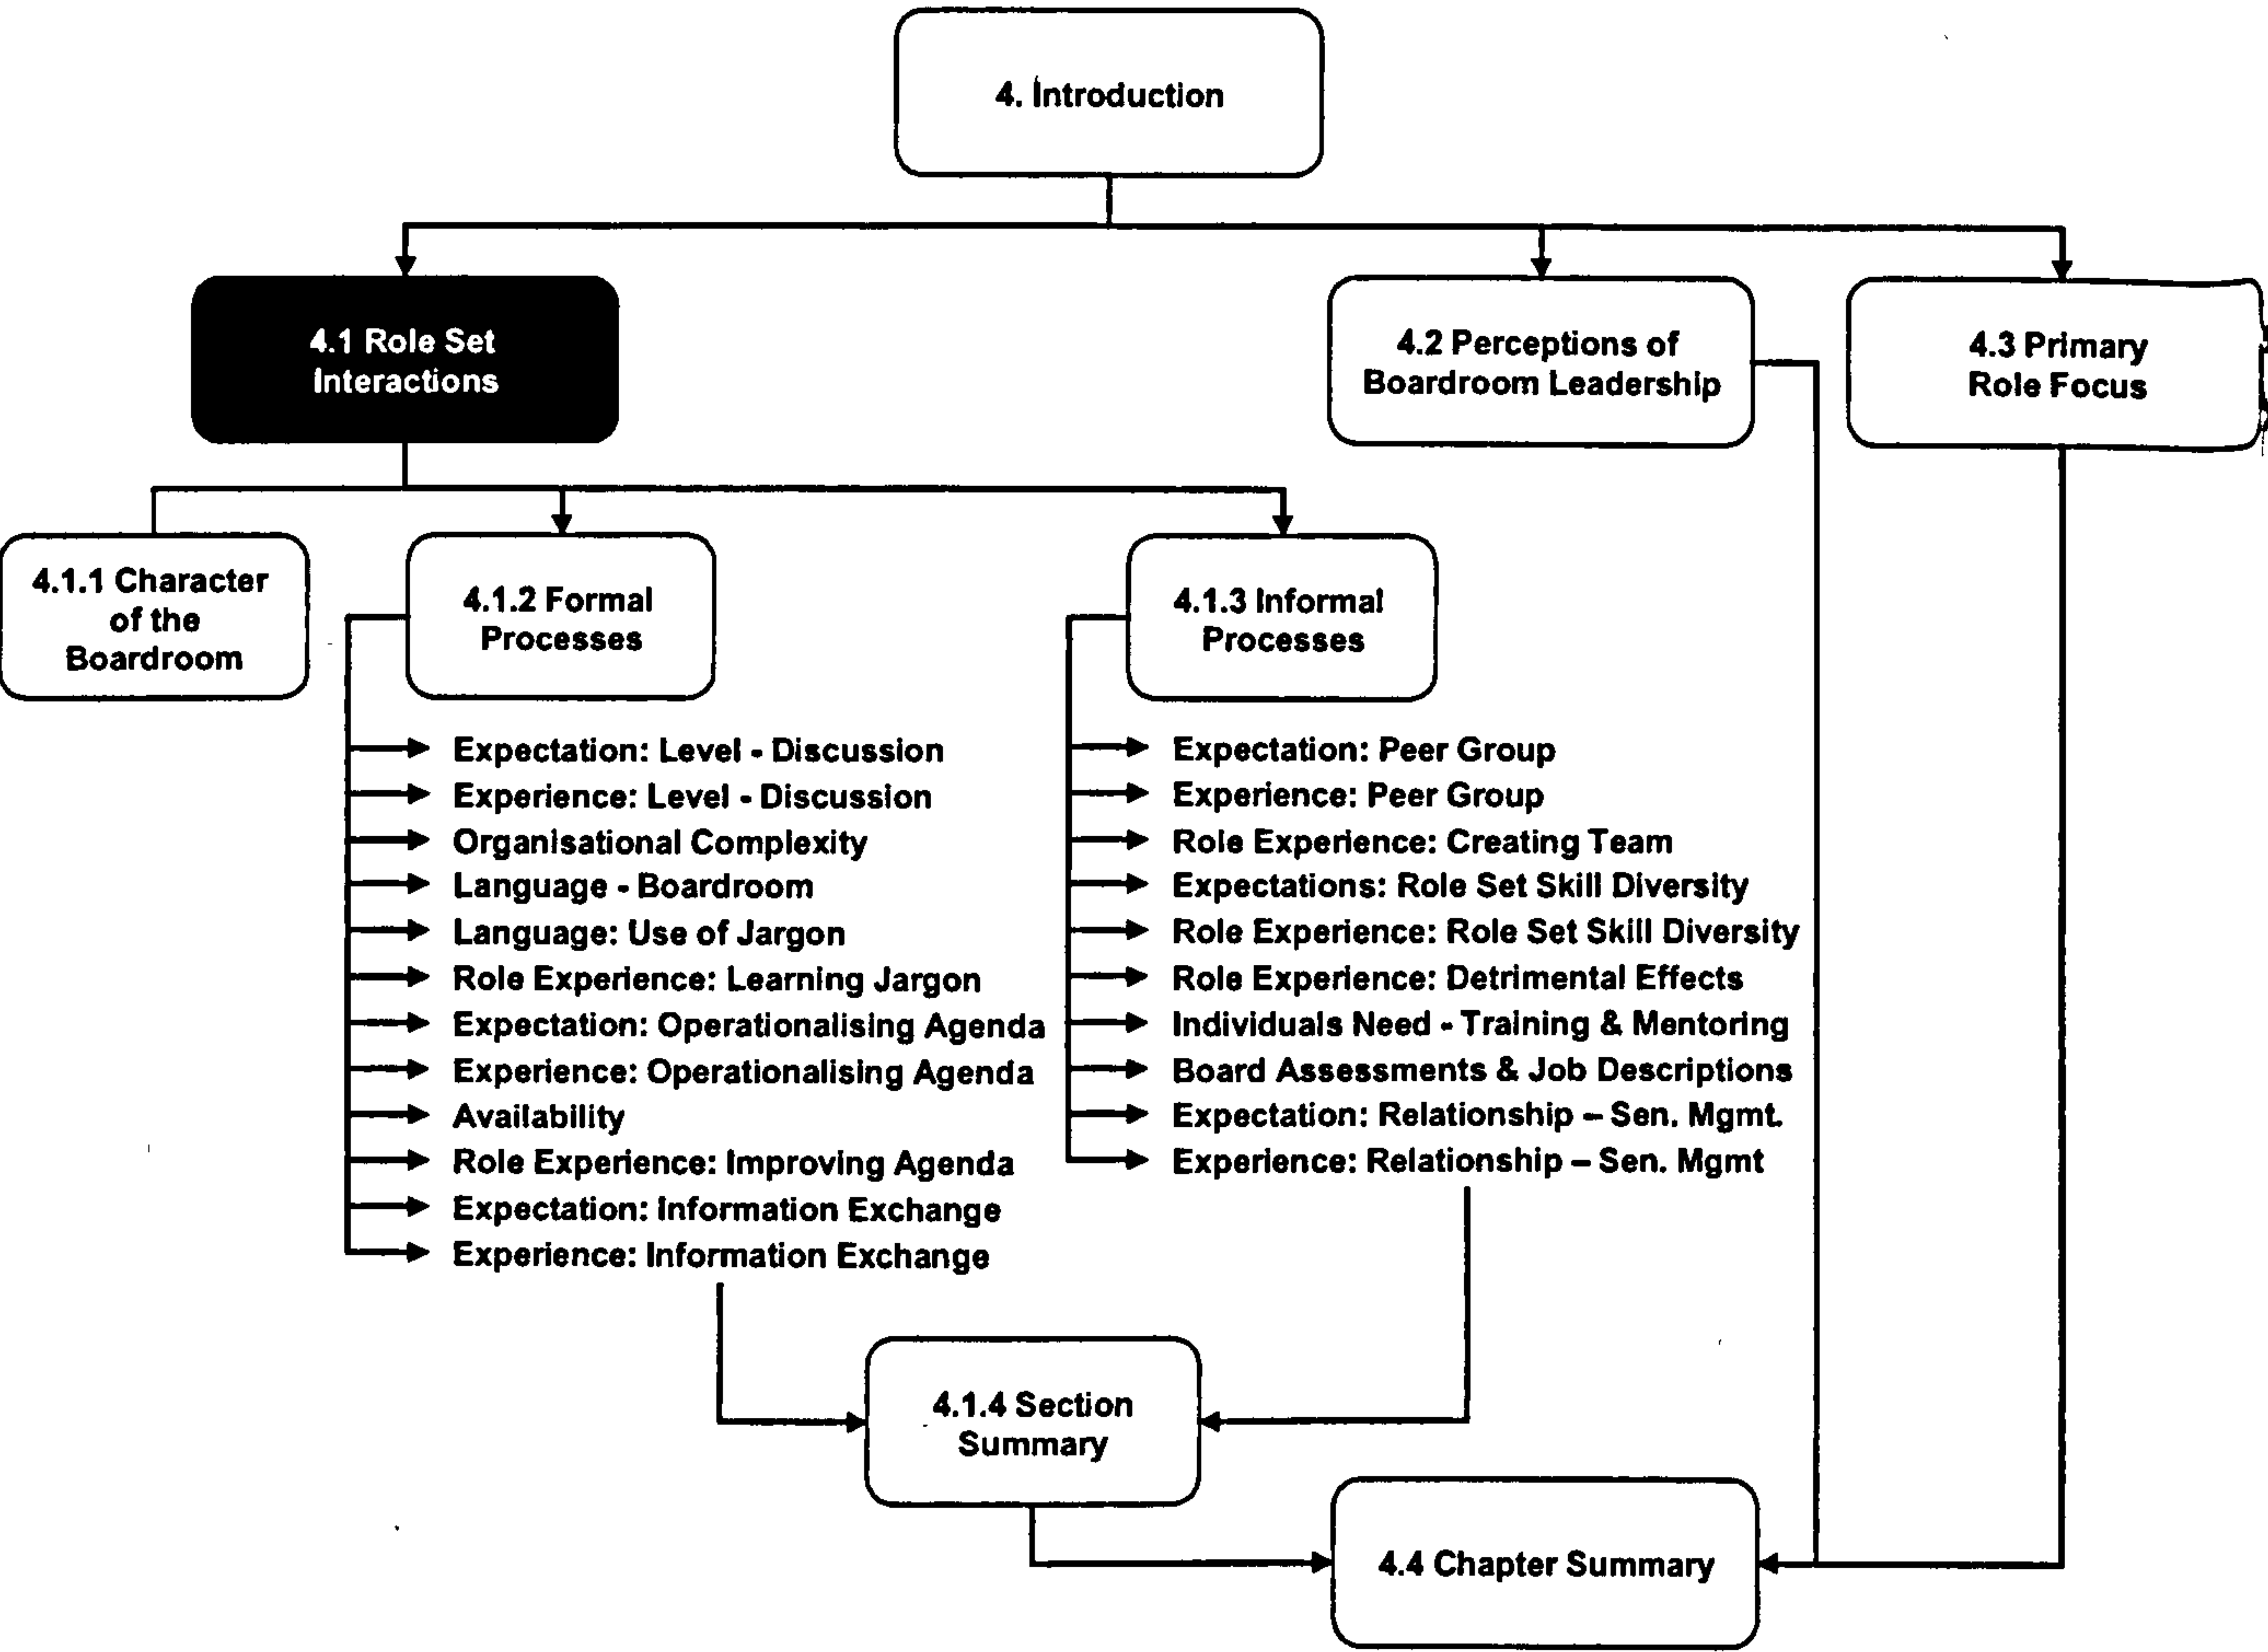 4. Introduction
4.1 Role Set
Interactions
4.2 Perceptions of
Boardroom Leadership
4.3 Primary
Role Focus
4.1.1 Character
of the
Boardroom
4.1.2 Formal
Processes
4.1.3 Informal
Processes
Expectation: Level - Discussion
Experience: Level - Discussion
Organisational Complexity
Language - Boardroom
Language: Use of Jargon
Role Experience: Learning Jargon
Expectation: Operationalising Agenda
Experience: Operationalising Agenda
Availability
Role Experience: Improving Agenda
Expectation: Information Exchange
Experience: Information Exchange
Expectation: Peer Group
Experience: Peer Group
Role Experience: Creating Team
Expectations: Role Set Skill Diversity
Role Experience: Role Set Skill Diversity
Role Experience: Detrimental Effects
Individuals Need - Training & Mentoring
Board Assessments & Job Descriptions
Expectation: Relationship – Sen. Mgmt.
Experience: Relationship – Sen. Mgmt
4.1.4 Section
Summary
4.4 Chapter Summary